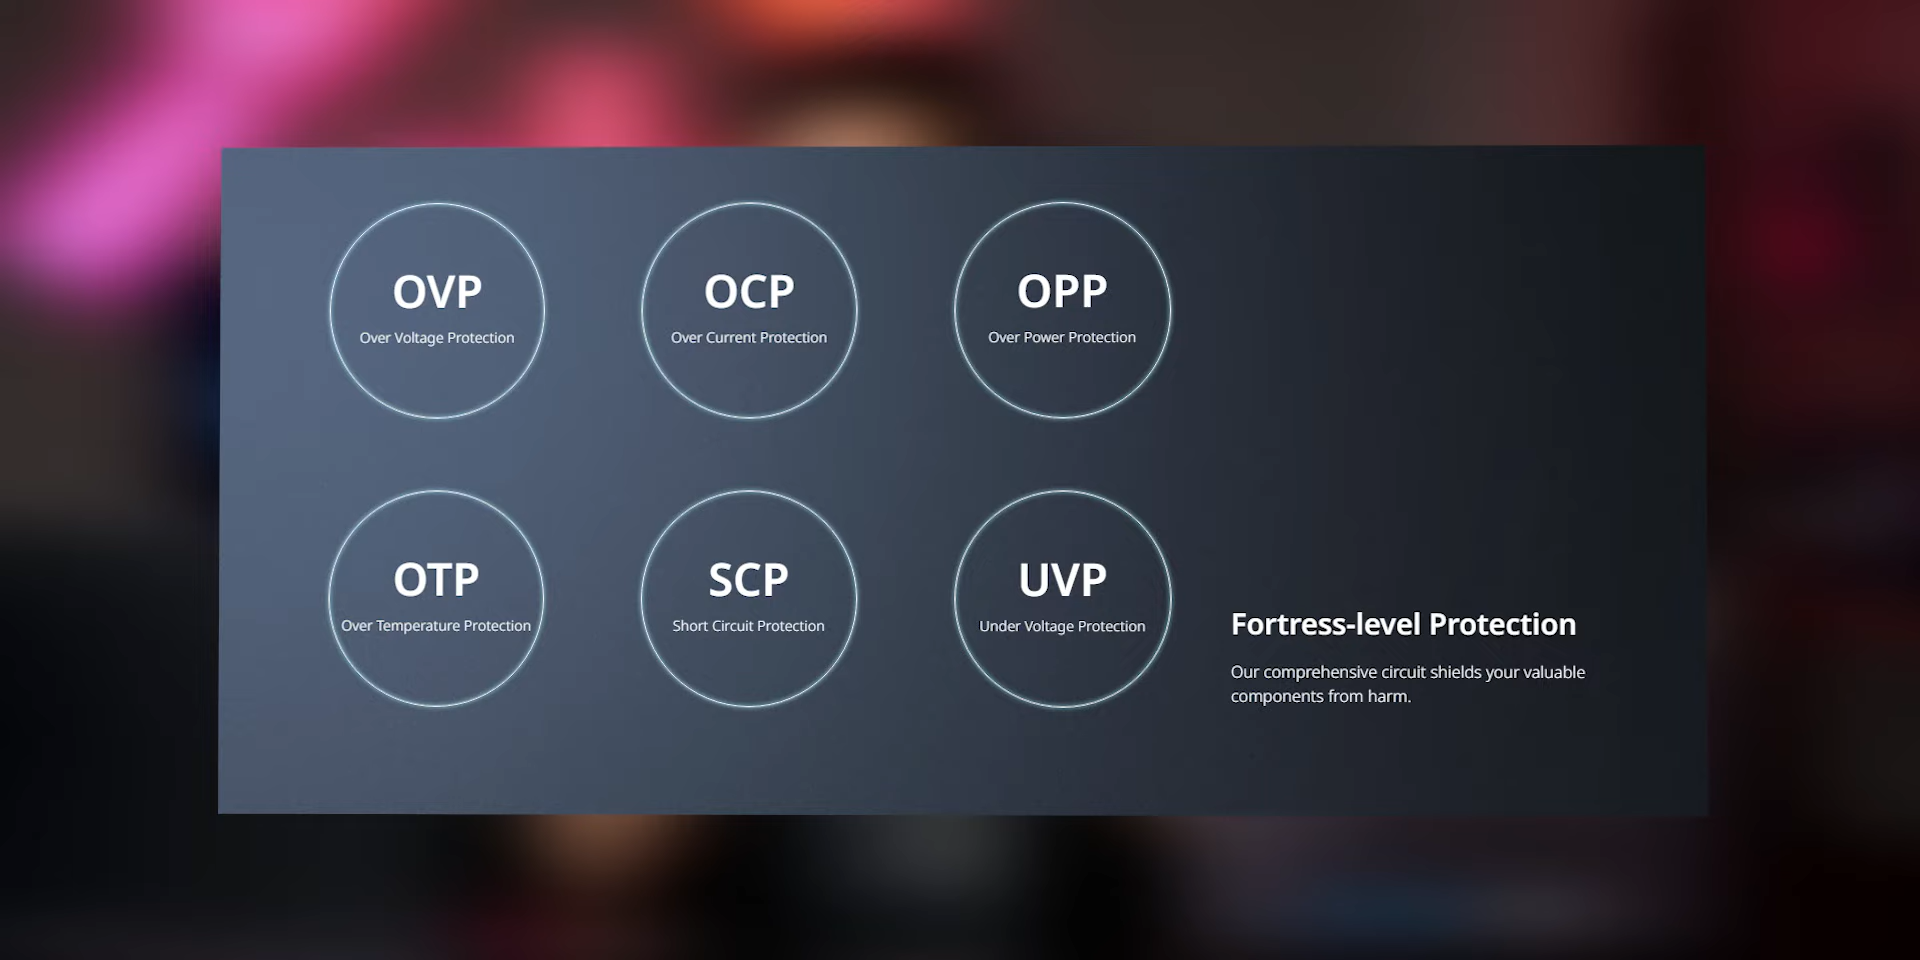 OVP
Over Voltage Protection
OCP
Over Current Protection
OPP
Over Power Protection
OTP
Over Temperature Protection
SCP
Short Circuit Protection
UVP
Under Voltage Protection
Fortress-level Protection
Our comprehensive circuit shields your valuable
components from harm.